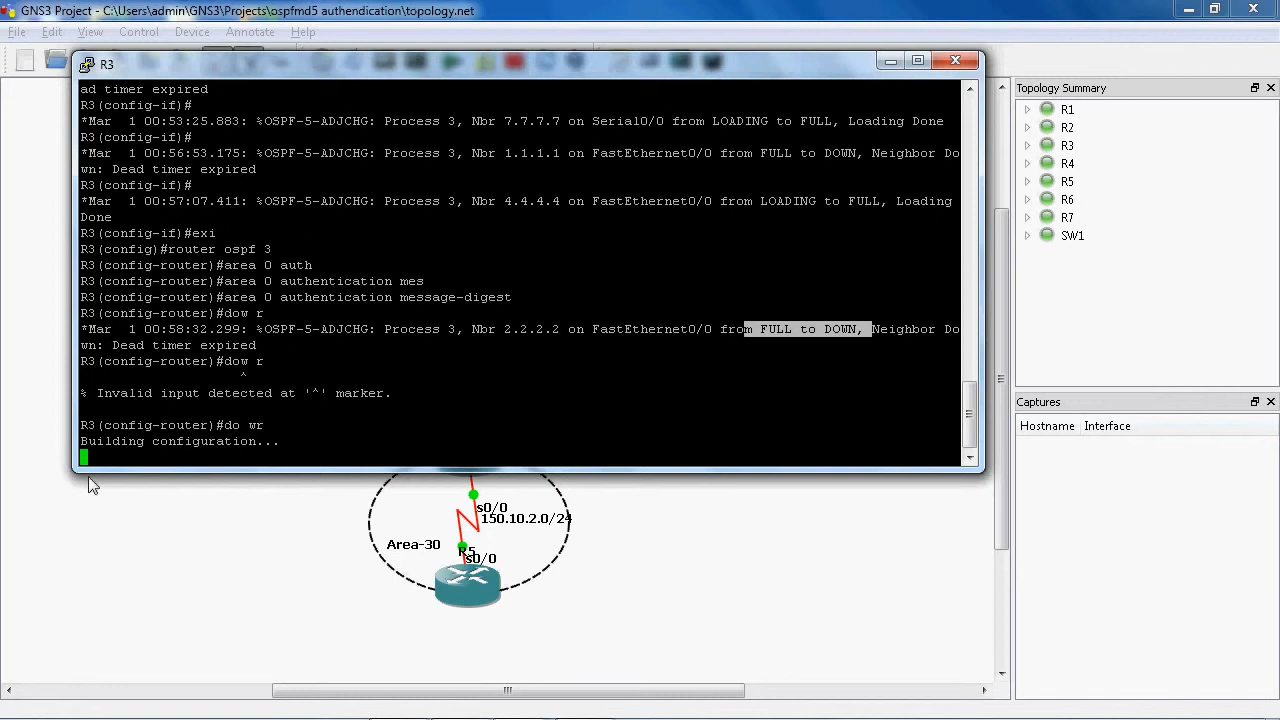 GNS3 Project - C:\Users\admin\GNS3\Projects\ospfmd5 authendication\topology.net
File Edit View Control Device Annotate Help
R3
ad timer expired
R3(config-if)#
*Mar  1 00:53:25.883: %OSPF-5-ADJCHG: Process 3, Nbr 7.7.7.7 on Serial0/0 from LOADING to FULL, Loading Done
R3(config-if)#
*Mar  1 00:56:53.175: %OSPF-5-ADJCHG: Process 3, Nbr 1.1.1.1 on FastEthernet0/0 from FULL to DOWN, Neighbor Do
wn: Dead timer expired
R3(config-if)#
*Mar  1 00:57:07.411: %OSPF-5-ADJCHG: Process 3, Nbr 4.4.4.4 on FastEthernet0/0 from LOADING to FULL, Loading
Done
R3(config-if)#exi
R3(config)#router ospf 3
R3(config-router)#area 0 auth
R3(config-router)#area 0 authentication mes
R3(config-router)#area 0 authentication message-digest
R3(config-router)#dow r
*Mar  1 00:58:32.299: %OSPF-5-ADJCHG: Process 3, Nbr 2.2.2.2 on FastEthernet0/0 from FULL to DOWN, Neighbor Do
wn: Dead timer expired
R3(config-router)#dow r
^
% Invalid input detected at '^' marker.
R3(config-router)#do wr
Building configuration...
s0/0
150.10.2.0/24
Area-30
R5
s0/0
Topology Summary
R1
R2
R3
R4
R5
R6
R7
SW1
Captures
Hostname Interface